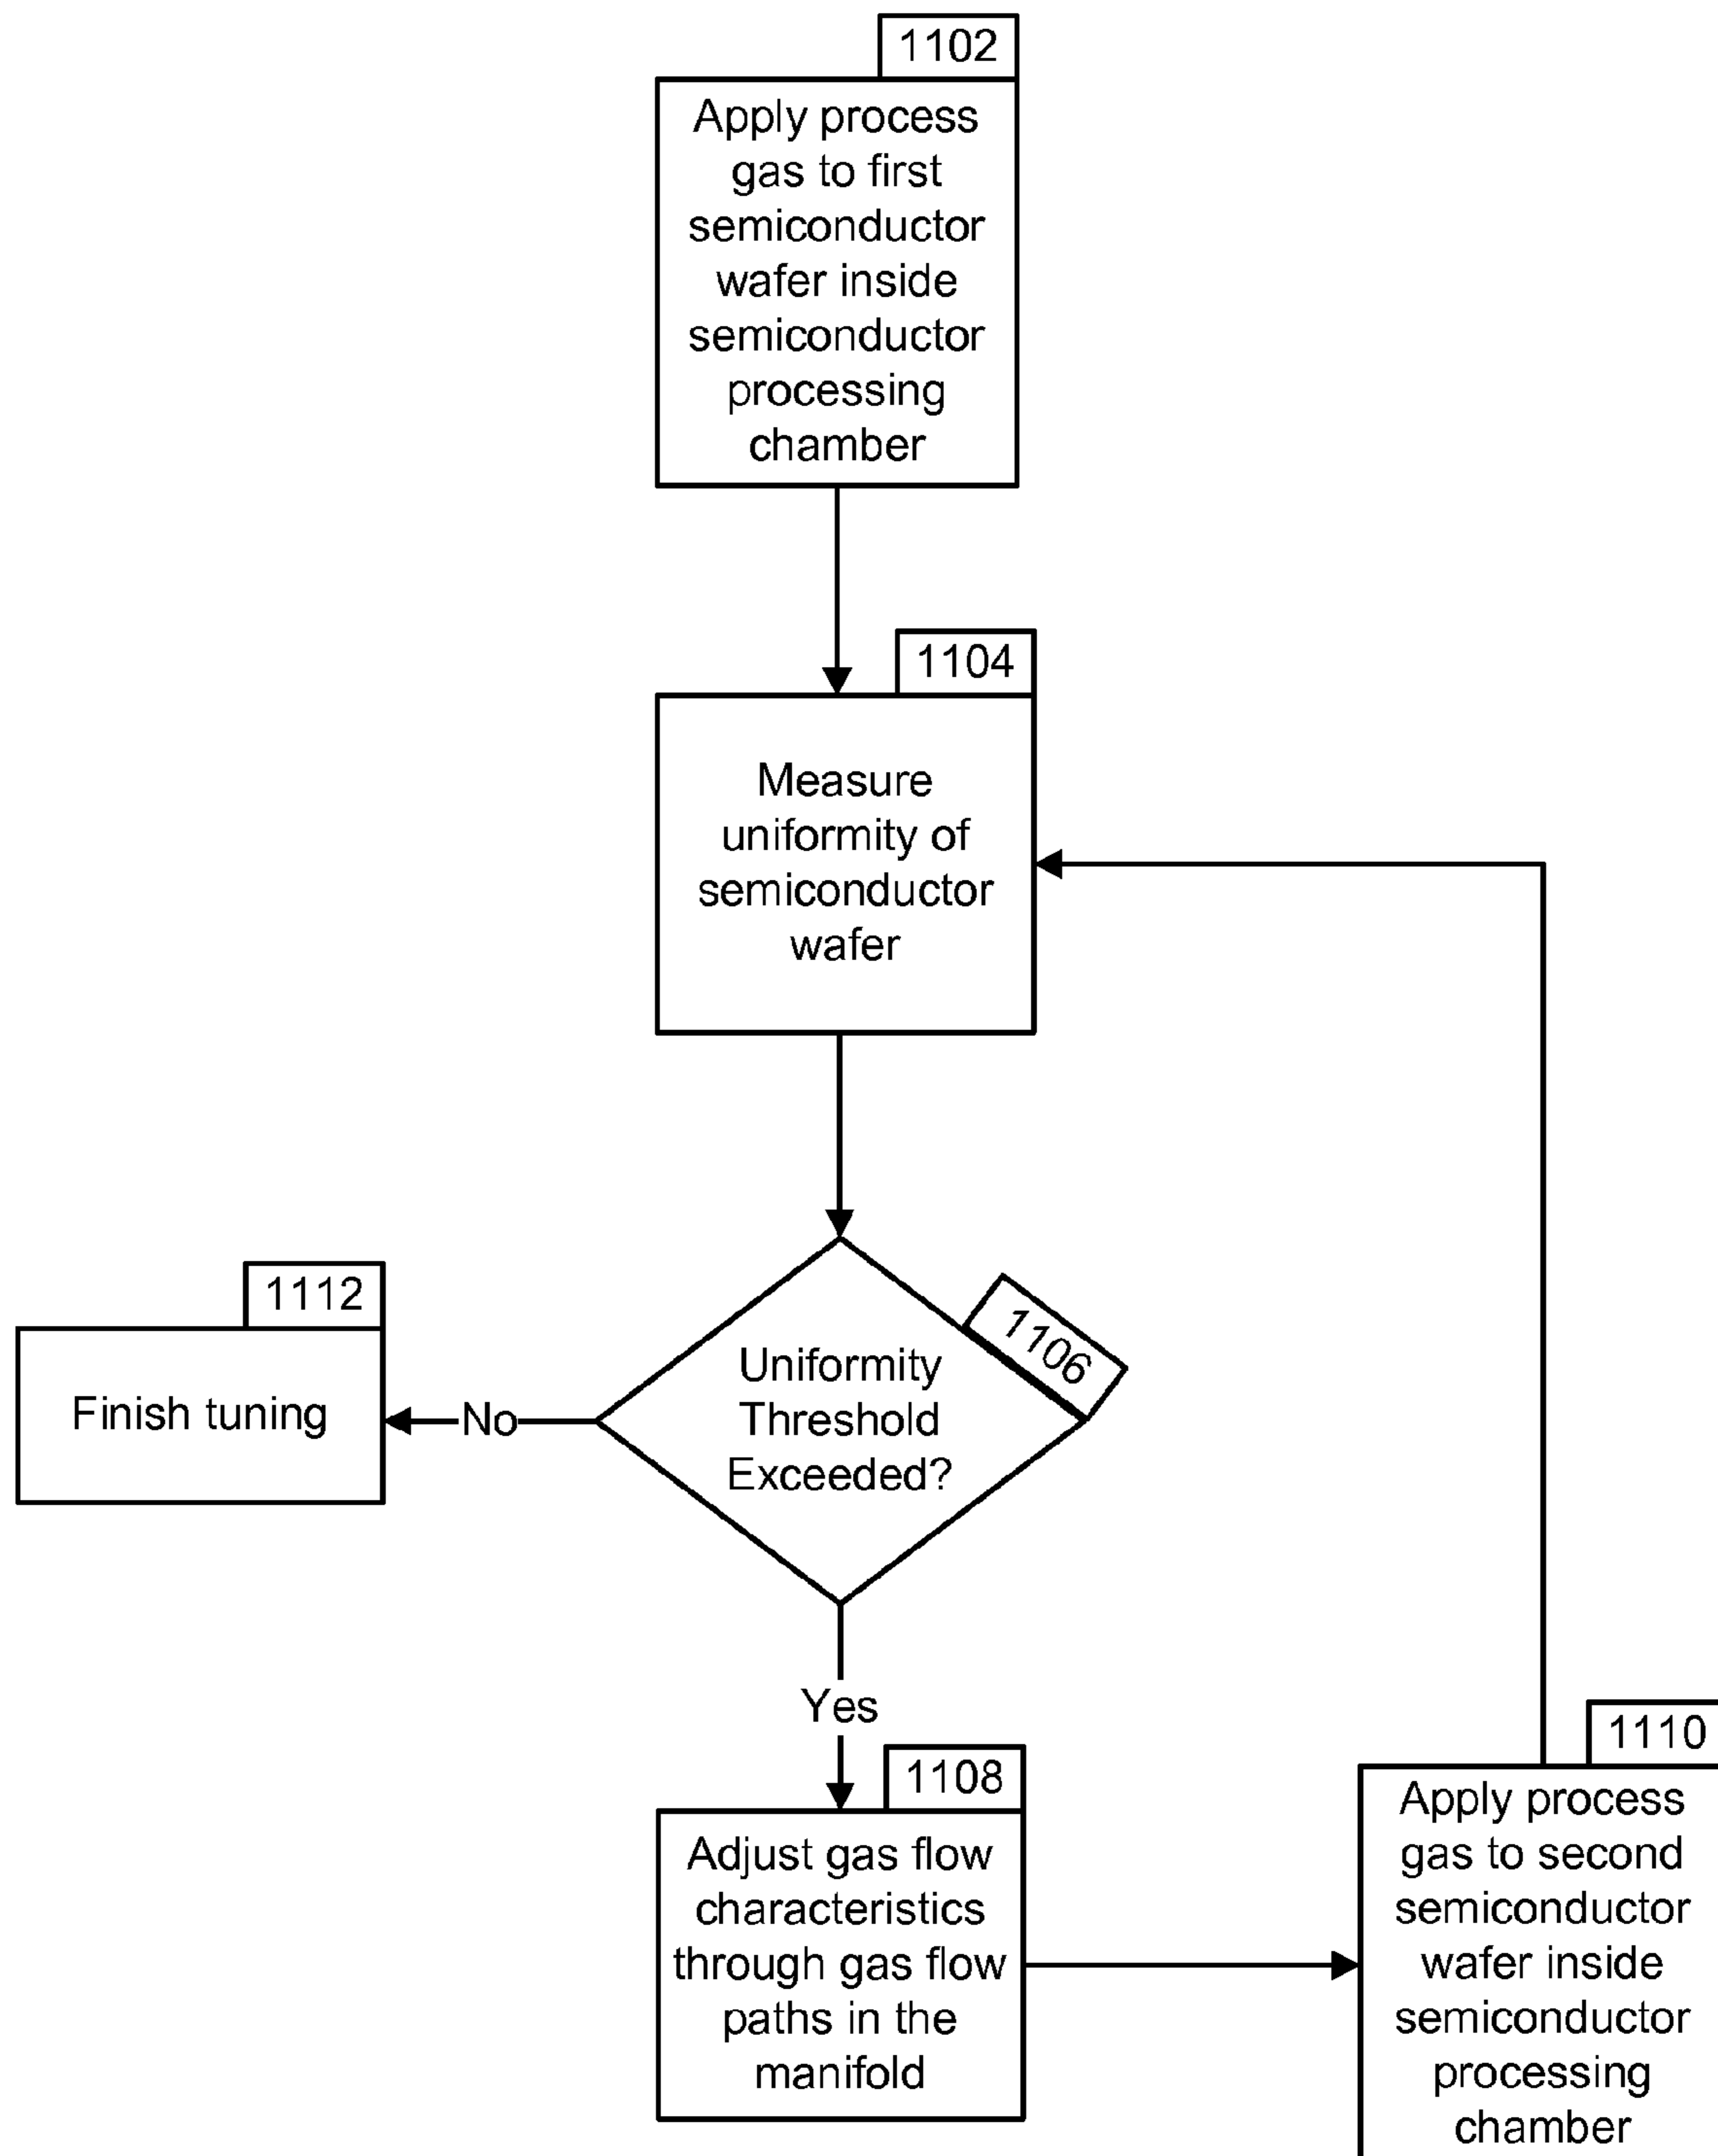 1102
Apply process
gas to first
semiconductor
wafer inside
semiconductor
processing
chamber
1104
Measure
uniformity of
semiconductor
wafer
1106
Uniformity
Threshold
Exceeded?
No
1112
Finish tuning
Yes
1108
Adjust gas flow
characteristics
through gas flow
paths in the
manifold
1110
Apply process
gas to second
semiconductor
wafer inside
semiconductor
processing
chamber